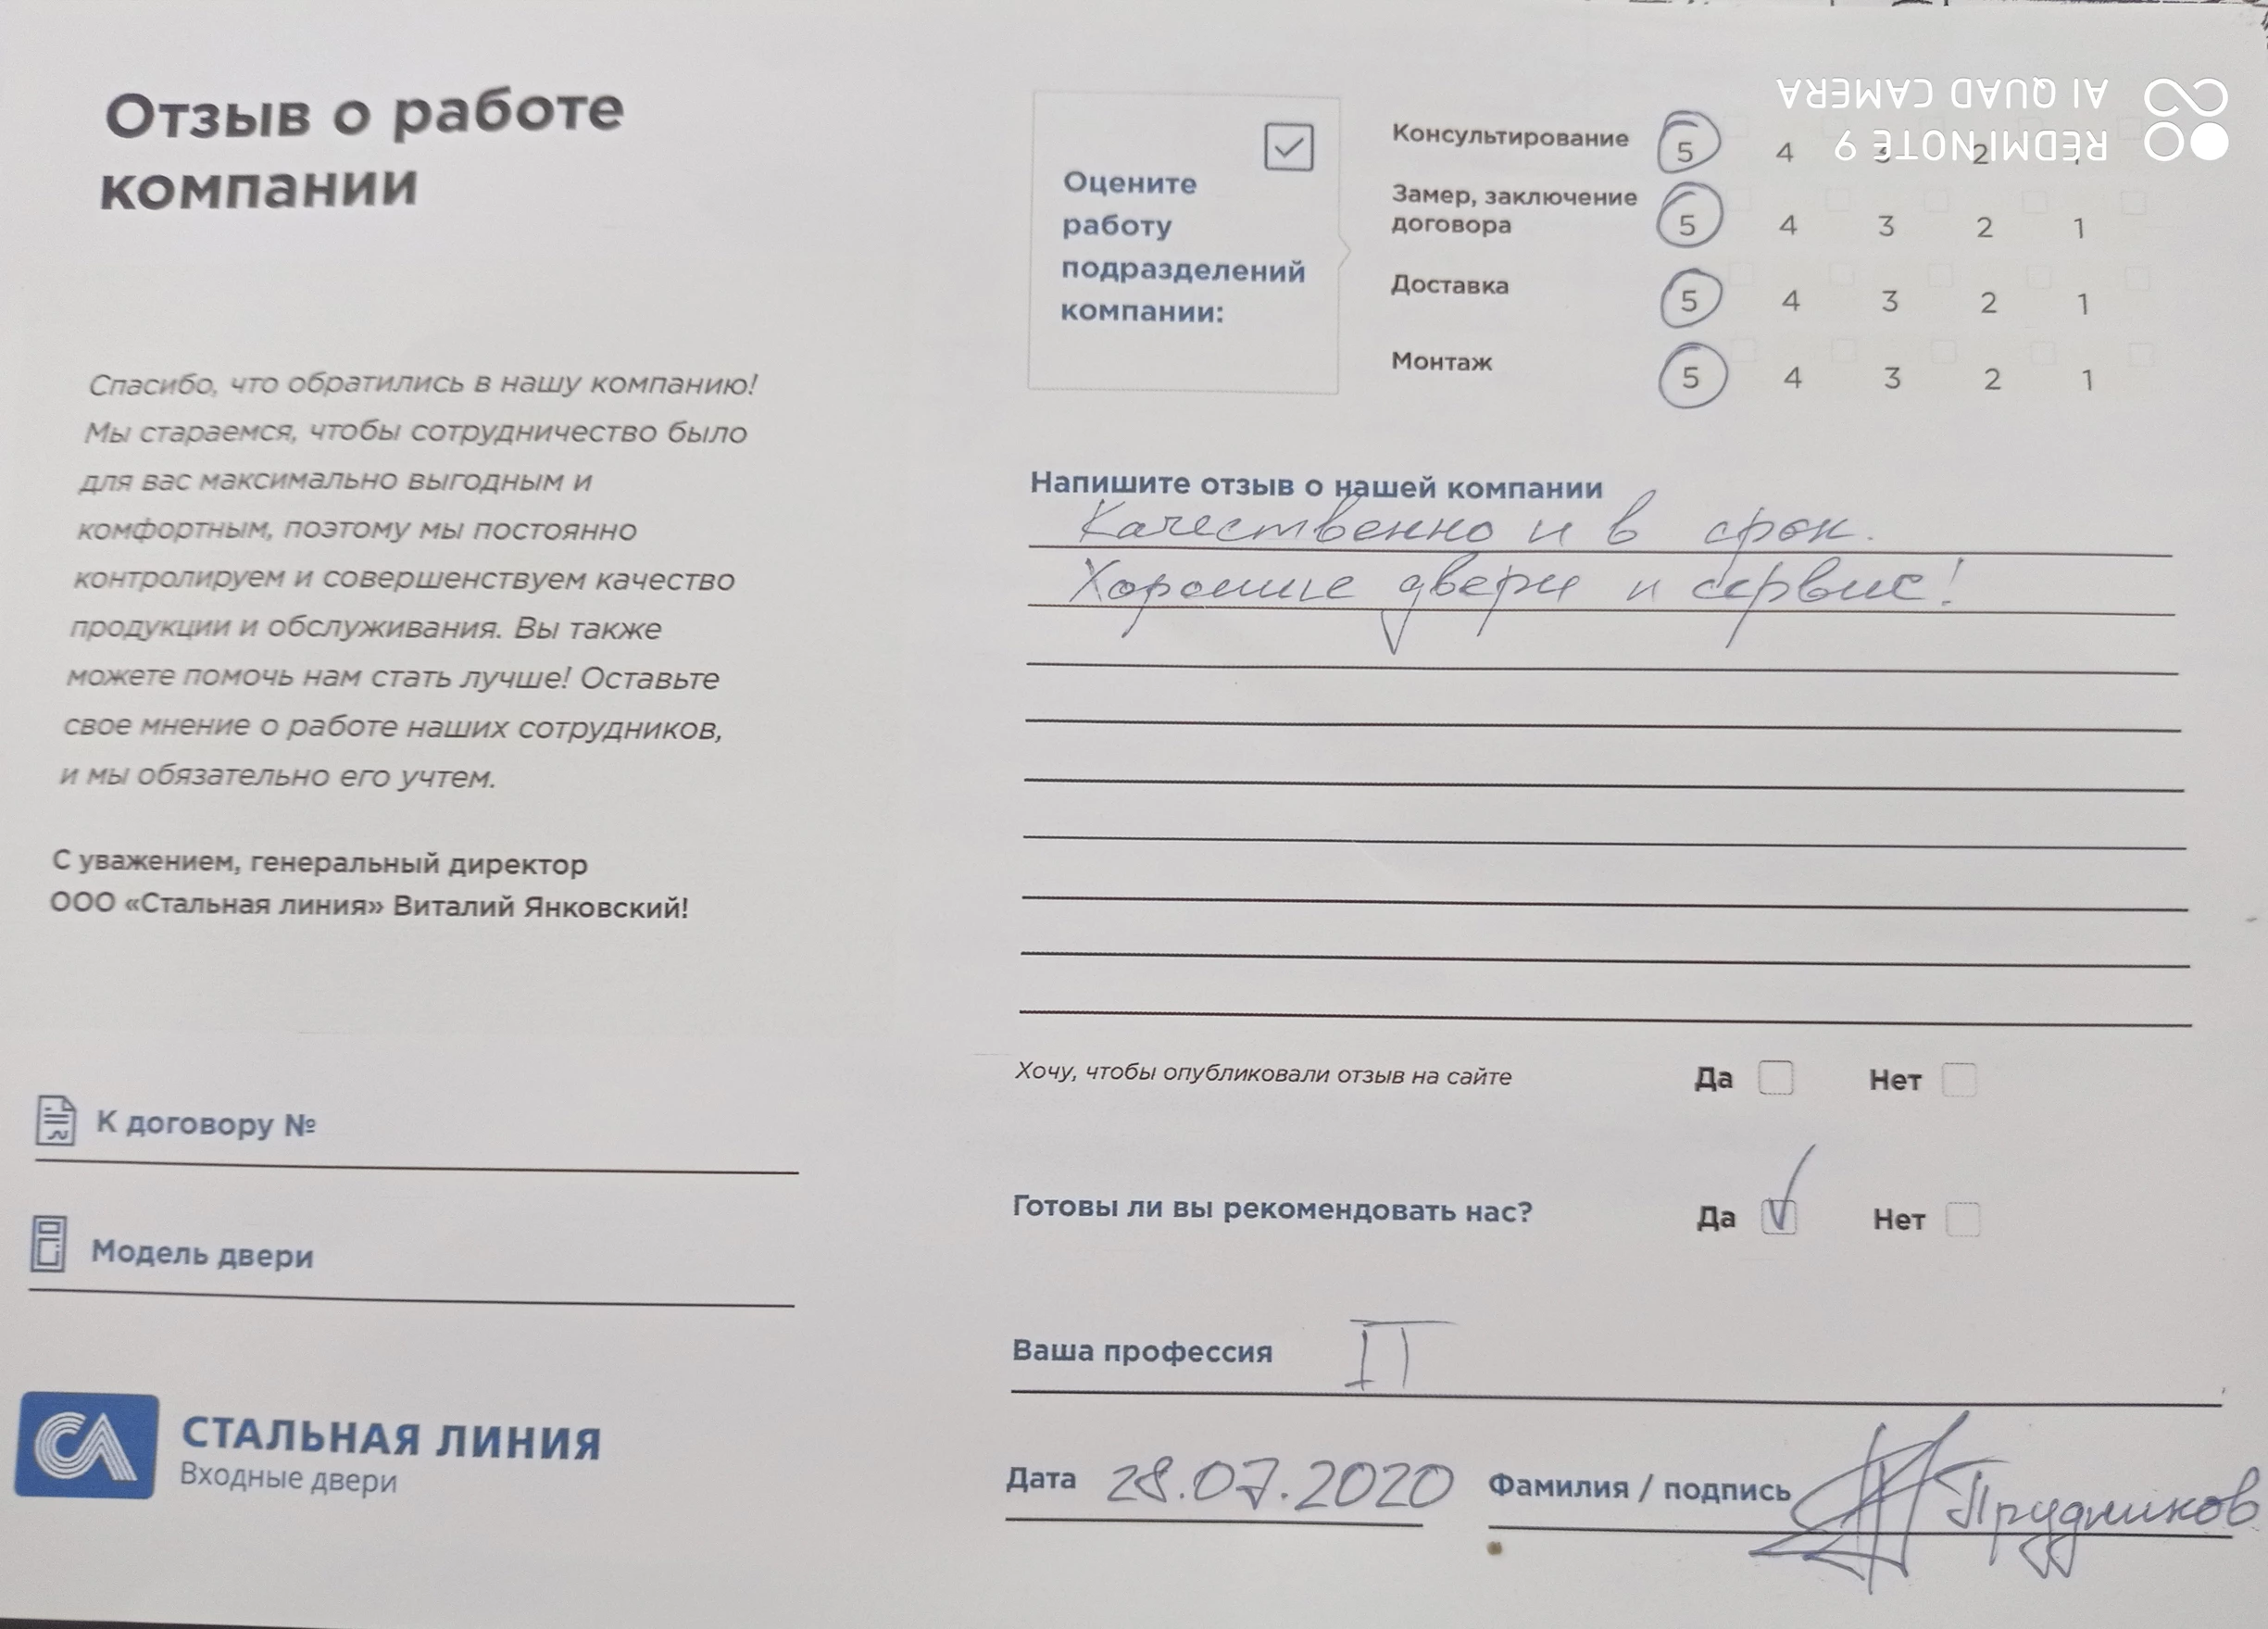 Отзыв о работе
компании
Спасибо, что обратились в нашу компанию!
Мы стараемся, чтобы сотрудничество было
для вас максимально выгодным и
комфортным, поэтому мы постоянно
контролируем и совершенствуем качество
продукции и обслуживания. Вы также
можете помочь нам стать лучше! Оставьте
свое мнение о работе наших сотрудников,
и мы обязательно его учтем.
С уважением, генеральный директор
ООО «Стальная линия» Виталий Янковский!
К договору №
Модель двери
СТАЛЬНАЯ ЛИНИЯ
Входные двери
Оцените
работу
подразделений
компании:
Консультирование 5 4 3 2 1
Замер, заключение
договора 5 4 3 2 1
Доставка 5 4 3 2 1
Монтаж 5 4 3 2 1
Напишите отзыв о нашей компании
Качественно и в срок.
Хорошие двери и сервис!
Хочу, чтобы опубликовали отзыв на сайте Да Нет
Готовы ли вы рекомендовать нас? Да Нет
Ваша профессия IT
Дата 28.07.2020 Фамилия / подпись Прудников
REDMI NOTE 9
AI QUAD CAMERA